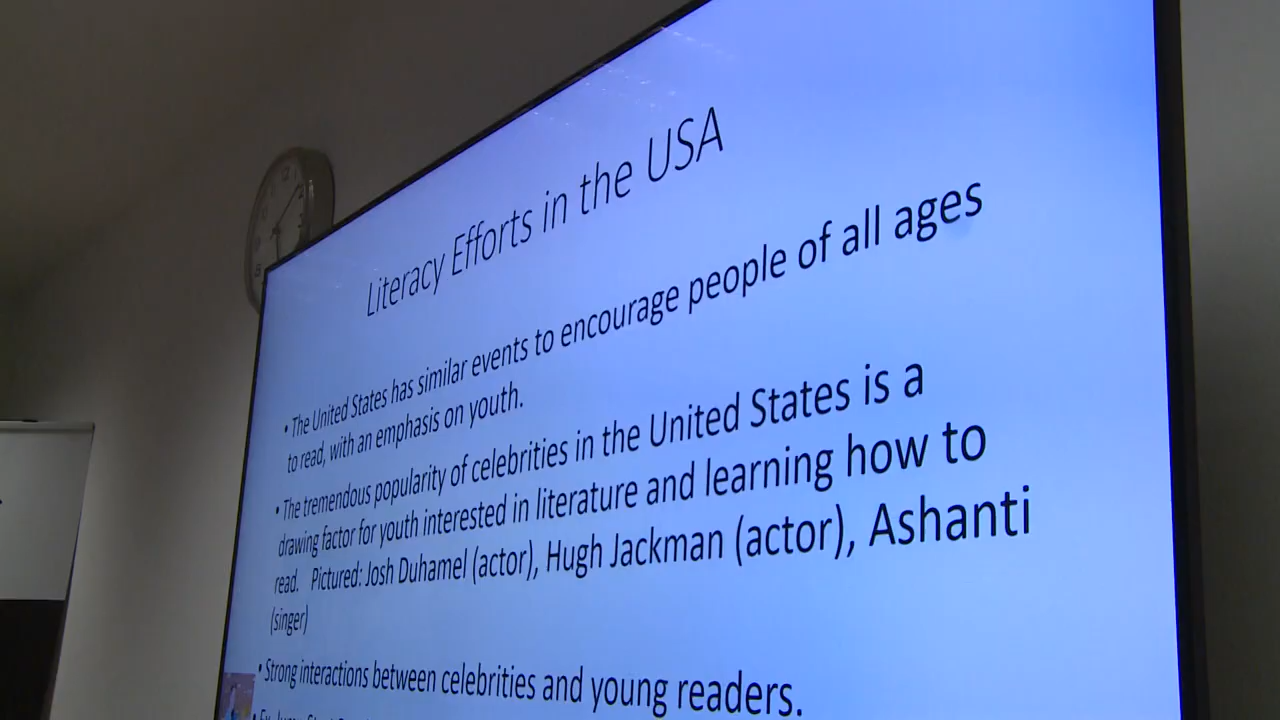 Literacy Efforts in the USA
• The United States has similar events to encourage people of all ages
to read, with an emphasis on youth.
• The tremendous popularity of celebrities in the United States is a
drawing factor for youth interested in literature and learning how to
read. Pictured: Josh Duhamel (actor), Hugh Jackman (actor), Ashanti
(singer)
• Strong interactions between celebrities and young readers.